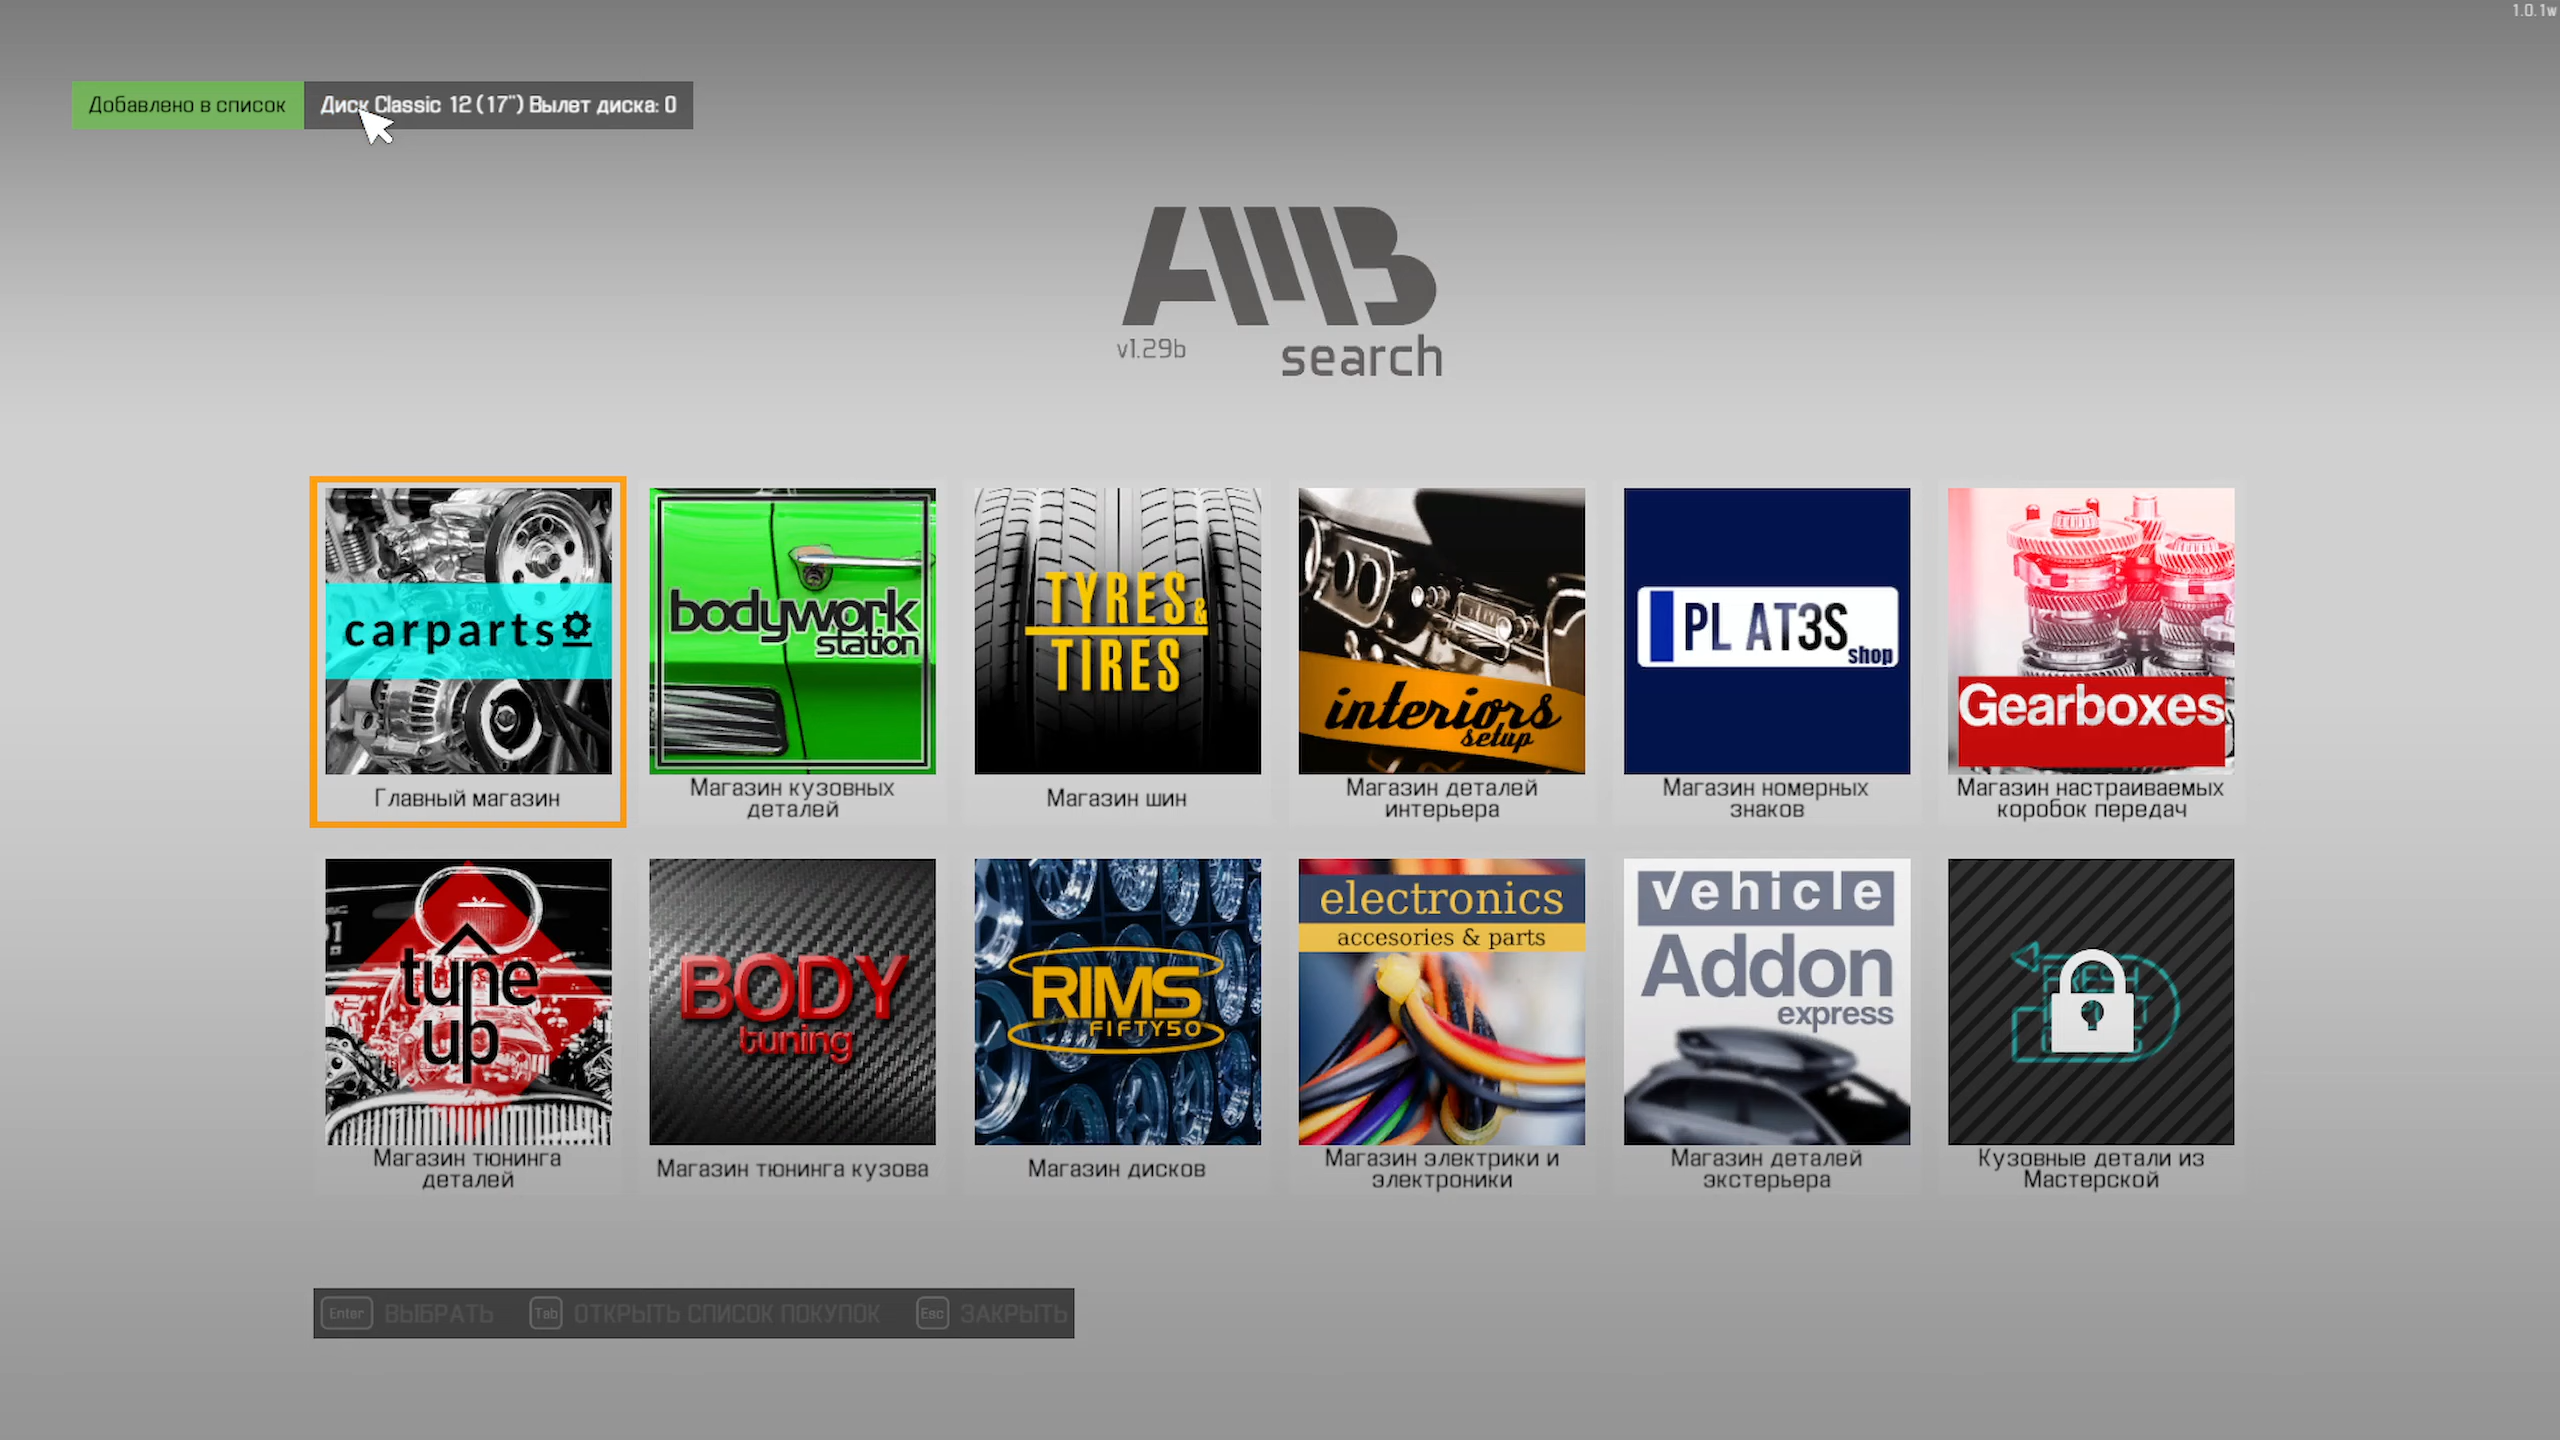 1.0.1w
Добавлено в список Диск Classic 12 (17") Вылет диска: 0
AMB
v1.29b
search
carparts
Главный магазин
bodywork
station
Магазин кузовных
деталей
TYRES &
TIRES
Магазин шин
interiors
setup
Магазин деталей
интерьера
PL AT3S
shop
Магазин номерных
знаков
Gearboxes
Магазин настраиваемых
коробок передач
tune
up
Магазин тюнинга
деталей
BODY
tuning
Магазин тюнинга кузова
RIMS
FIFTY50
Магазин дисков
electronics
accesories & parts
Магазин электрики и
электроники
vehicle
Addon
express
Магазин деталей
экстерьера
Кузовные детали из
Мастерской
Enter ВЫБРАТЬ Tab ОТКРЫТЬ СПИСОК ПОКУПОК Esc ЗАКРЫТЬ